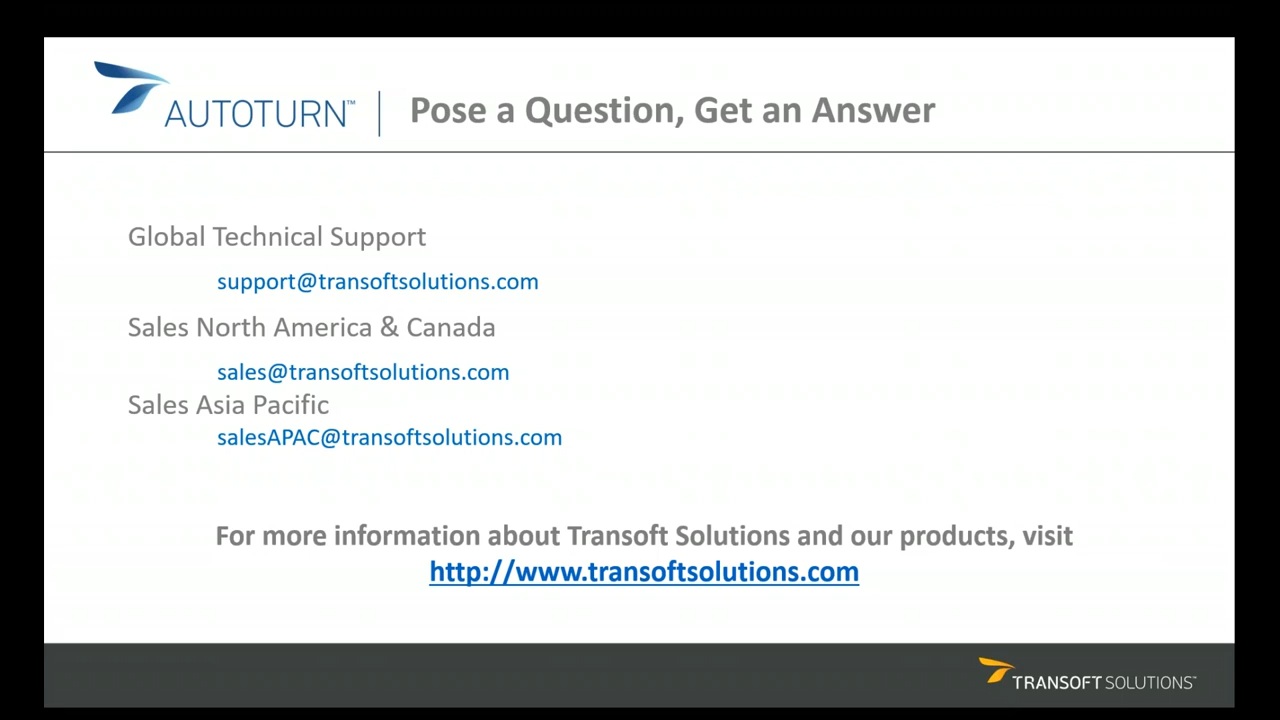 AUTOTURN™ | Pose a Question, Get an Answer
Global Technical Support
support@transoftsolutions.com
Sales North America & Canada
sales@transoftsolutions.com
Sales Asia Pacific
salesAPAC@transoftsolutions.com
For more information about Transoft Solutions and our products, visit
http://www.transoftsolutions.com
TRANSOFT SOLUTIONS™